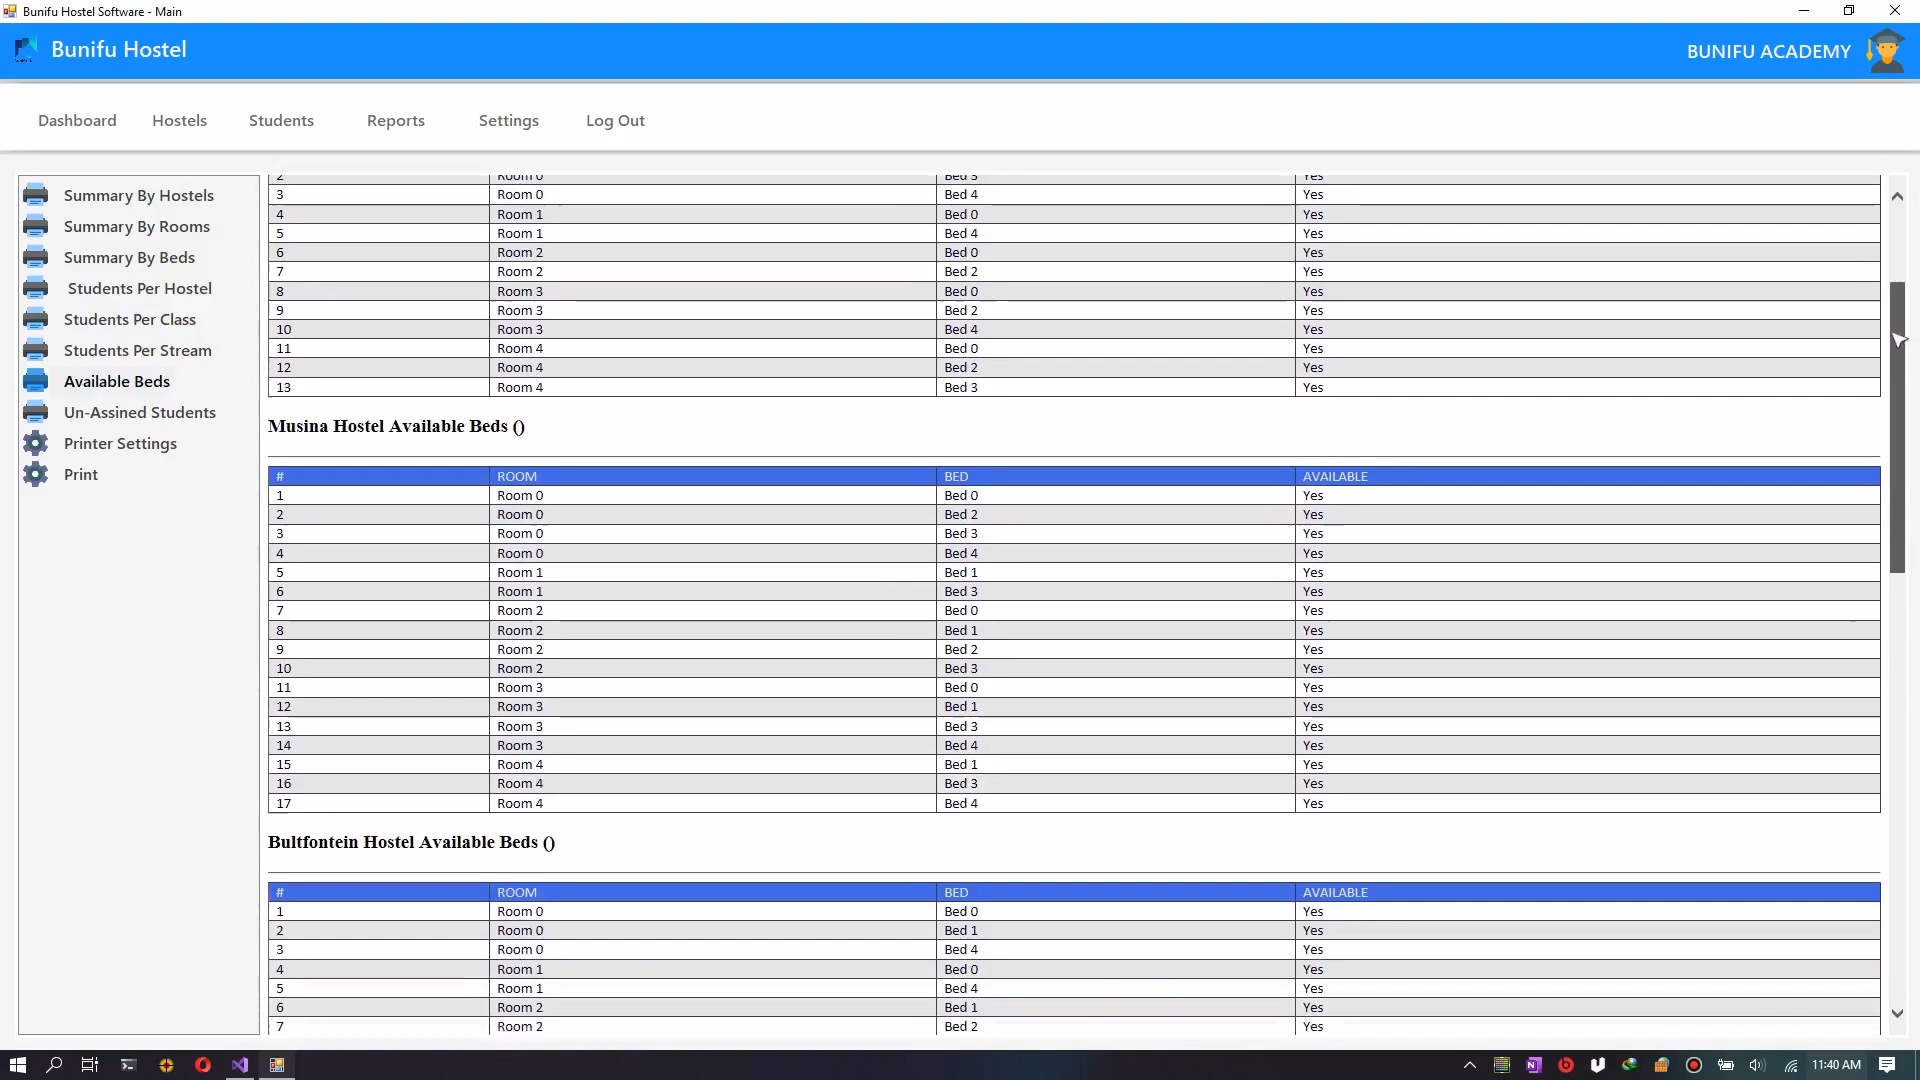 Bunifu Hostel Software - Main
Bunifu Hostel
BUNIFU ACADEMY
Dashboard Hostels Students Reports Settings Log Out
Summary By Hostels
Summary By Rooms
Summary By Beds
Students Per Hostel
Students Per Class
Students Per Stream
Available Beds
Un-Assined Students
Printer Settings
Print
2 Room 0 Bed 3 Yes
3 Room 0 Bed 4 Yes
4 Room 1 Bed 0 Yes
5 Room 1 Bed 4 Yes
6 Room 2 Bed 0 Yes
7 Room 2 Bed 2 Yes
8 Room 3 Bed 0 Yes
9 Room 3 Bed 2 Yes
10 Room 3 Bed 4 Yes
11 Room 4 Bed 0 Yes
12 Room 4 Bed 2 Yes
13 Room 4 Bed 3 Yes
Musina Hostel Available Beds ()
# ROOM BED AVAILABLE
1 Room 0 Bed 0 Yes
2 Room 0 Bed 2 Yes
3 Room 0 Bed 3 Yes
4 Room 0 Bed 4 Yes
5 Room 1 Bed 1 Yes
6 Room 1 Bed 3 Yes
7 Room 2 Bed 0 Yes
8 Room 2 Bed 1 Yes
9 Room 2 Bed 2 Yes
10 Room 2 Bed 3 Yes
11 Room 3 Bed 0 Yes
12 Room 3 Bed 1 Yes
13 Room 3 Bed 3 Yes
14 Room 3 Bed 4 Yes
15 Room 4 Bed 1 Yes
16 Room 4 Bed 3 Yes
17 Room 4 Bed 4 Yes
Bultfontein Hostel Available Beds ()
# ROOM BED AVAILABLE
1 Room 0 Bed 0 Yes
2 Room 0 Bed 1 Yes
3 Room 0 Bed 4 Yes
4 Room 1 Bed 0 Yes
5 Room 1 Bed 4 Yes
6 Room 2 Bed 1 Yes
7 Room 2 Bed 2 Yes
11:40 AM